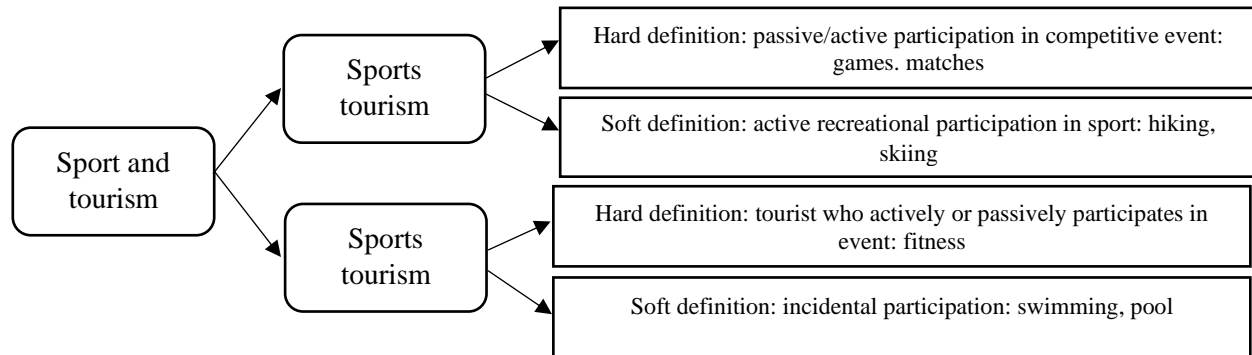 Sport and
tourism
Sports
tourism
Hard definition: passive/active participation in competitive event:
games. matches
Soft definition: active recreational participation in sport: hiking,
skiing
Sports
tourism
Hard definition: tourist who actively or passively participates in
event: fitness
Soft definition: incidental participation: swimming, pool